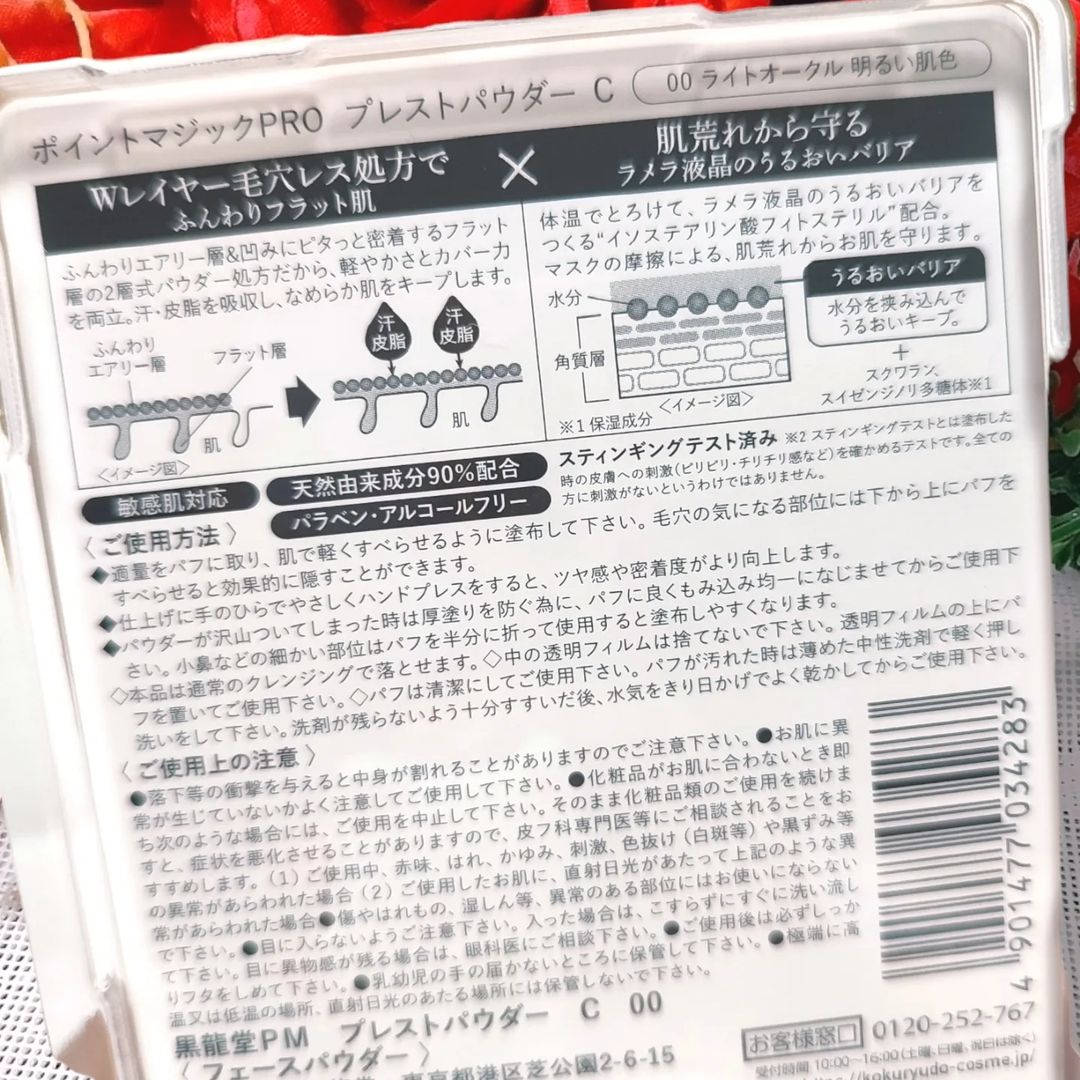 ポイントマジックPRO プレストパウダー C
00 ライトオークル 明るい肌色
Wレイヤー毛穴レス処方で
ふんわりフラット肌
×
肌荒れから守る
ラメラ液晶のうるおいバリア
ふんわりエアリー層&凹みにピタっと密着するフラット
層の2層式パウダー処方だから、軽やかさとカバー力
を両立。汗・皮脂を吸収し、なめらか肌をキープします。
ふんわり
エアリー層
フラット層
肌
〈イメージ図〉
汗
皮脂
汗
皮脂
肌
体温でとろけて、ラメラ液晶のうるおいバリアを
つくる“イソステアリン酸フィトステリル”配合。
マスクの摩擦による、肌荒れからお肌を守ります。
水分
角質層
※1 保湿成分
〈イメージ図〉
うるおいバリア
水分を挟み込んで
うるおいキープ。
+
スクワラン、
スイゼンジノリ多糖体※1
敏感肌対応
天然由来成分90%配合
パラベン・アルコールフリー
スティンギングテスト済み ※2 スティンギングテストとは塗布した
時の皮膚への刺激(ピリピリ・チリチリ感など)を確かめるテストです。全ての
方に刺激がないというわけではありません。
〈 ご使用方法 〉
◆適量をパフに取り、肌で軽くすべらせるように塗布して下さい。毛穴の気になる部位には下から上にパフを
すべらせると効果的に隠すことができます。
◆仕上げに手のひらでやさしくハンドプレスをすると、ツヤ感や密着度がより向上します。
◆パウダーが沢山ついてしまった時は厚塗りを防ぐ為に、パフに良くもみ込み均一になじませてからご使用下
さい。小鼻などの細かい部位はパフを半分に折って使用すると塗布しやすくなります。
◇本品は通常のクレンジングで落とせます。◇中の透明フィルムは捨てないで下さい。透明フィルムの上にパ
フを置いてご使用下さい。◇パフは清潔にしてご使用下さい。パフが汚れた時は薄めた中性洗剤で軽く押し
洗いをして下さい。洗剤が残らないよう十分すすいだ後、水気をきり日かげでよく乾かしてからご使用下さい。
〈 ご使用上の注意 〉
●落下等の衝撃を与えると中身が割れることがありますのでご注意下さい。●お肌に異
常が生じていないかよく注意してご使用して下さい。●化粧品がお肌に合わないとき即
ち次のような場合には、ご使用を中止して下さい。そのまま化粧品類のご使用を続けま
すと、症状を悪化させることがありますので、皮フ科専門医等にご相談されることをお
すすめします。(1)ご使用中、赤味、はれ、かゆみ、刺激、色抜け(白斑等)や黒ずみ等
の異常があらわれた場合(2)ご使用したお肌に、直射日光があたって上記のような異
常があらわれた場合●傷やはれもの、湿しん等、異常のある部位にはお使いにならない
で下さい。●目に入らないようご注意下さい。入った場合は、こすらずにすぐに洗い流し
て下さい。目に異物感が残る場合は、眼科医にご相談下さい。●ご使用後は必ずしっか
りフタをしめて下さい。●乳幼児の手の届かないところに保管して下さい。●極端に高
温又は低温の場所、直射日光のあたる場所には保管しないで下さい。
4 901477 034283
黒龍堂PM プレストパウダー C 00
〈 フェースパウダー 〉
東京都港区芝公園2-6-15
お客様窓口 0120-252-767
受付時間 10:00～16:00(土曜、日曜、祝日は除く)
https://kokuryudo-cosme.jp/